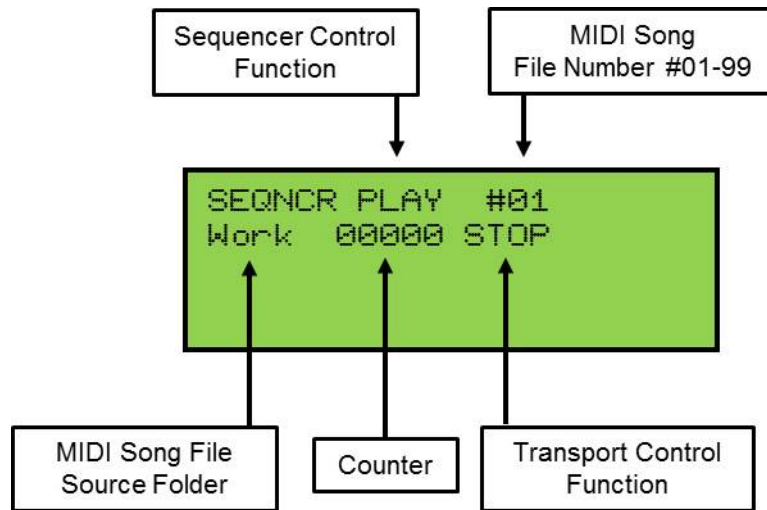 Sequencer Control
Function
MIDI Song
File Number #01-99
SEQNCR PLAY #01
Work 00000 STOP
MIDI Song File
Source Folder
Counter
Transport Control
Function